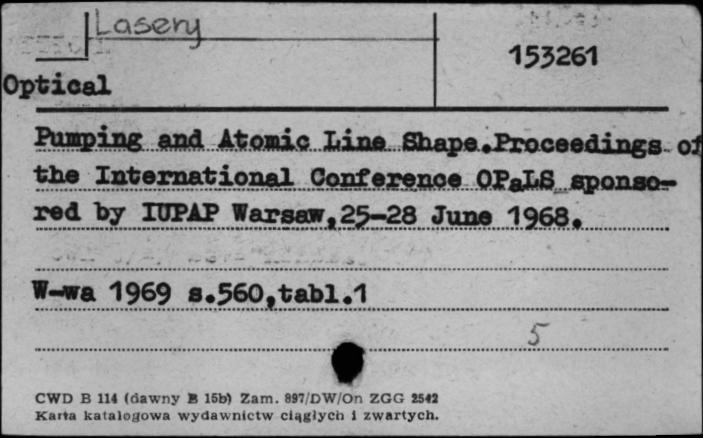 Lasery
153261
Optical
Pumping and Atomic Line Shape.Proceedings of
the International Conference OPaLS sponso-
red by IUPAP Warsaw,25-28 June 1968.
W-wa 1969 s.560,tabl.1
5
CWD B 114 (dawny B 15b) Zam. 897/DW/On ZGG 2542
Karta katalogowa wydawnictw ciągłych i zwartych.